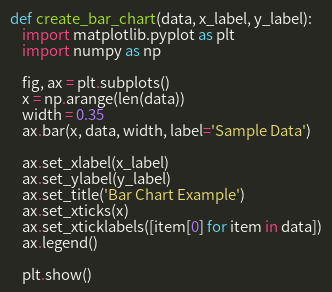 def create_bar_chart(data, x_label, y_label):
    import matplotlib.pyplot as plt
    import numpy as np

    fig, ax = plt.subplots()
    x = np.arange(len(data))
    width = 0.35
    ax.bar(x, data, width, label='Sample Data')

    ax.set_xlabel(x_label)
    ax.set_ylabel(y_label)
    ax.set_title('Bar Chart Example')
    ax.set_xticks(x)
    ax.set_xticklabels([item[0] for item in data])
    ax.legend()

    plt.show()